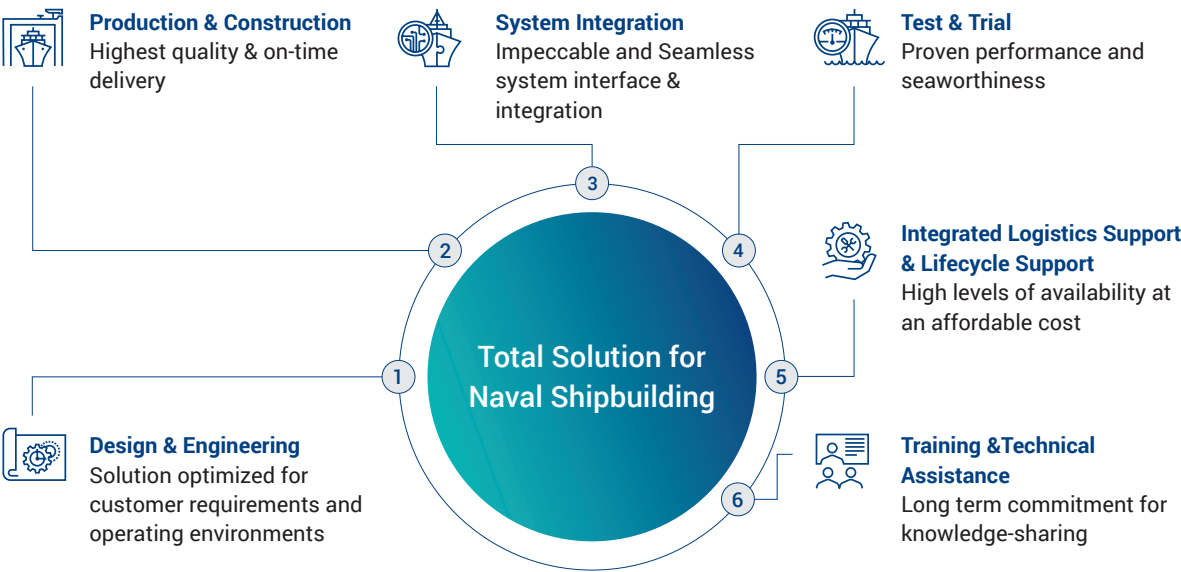 Production & Construction
Highest quality & on-time
delivery
System Integration
Impeccable and Seamless
system interface &
integration
Test & Trial
Proven performance and
seaworthiness
3
2
4
Integrated Logistics Support
& Lifecycle Support
High levels of availability at
an affordable cost
Total Solution for
Naval Shipbuilding
1
5
Design & Engineering
Solution optimized for
customer requirements and
operating environments
6
Training &Technical
Assistance
Long term commitment for
knowledge-sharing